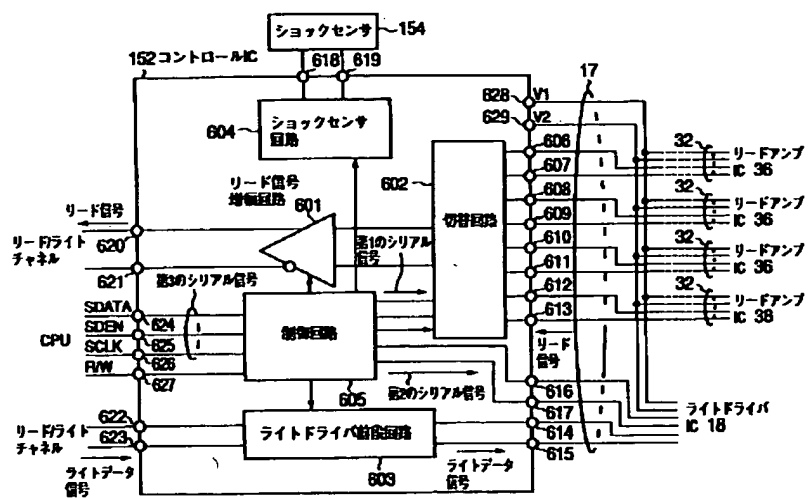 ショックセンサ
154
152 コントロールIC
618
619
17
ショックセンサ
回路
604
628
V1
629
V2
606
607
608
609
610
611
612
613
602
切替回路
32
リードアンプ
IC 36
32
リードアンプ
IC 36
32
リードアンプ
IC 36
32
リードアンプ
IC 38
リード信号
増幅回路
601
リード信号
620
リード/ライト
チャネル
621
第1のシリアル
信号
第3のシリアル信号
SDATA
624
SDEN
625
CPU
SCLK
626
R/W
627
制御回路
605
第2のシリアル信号
リード
信号
616
617
614
615
ライトドライバ
IC 18
622
リード/ライト
623
チャネル
ライトデータ
信号
ライトドライバ前段回路
603
ライトデータ
信号